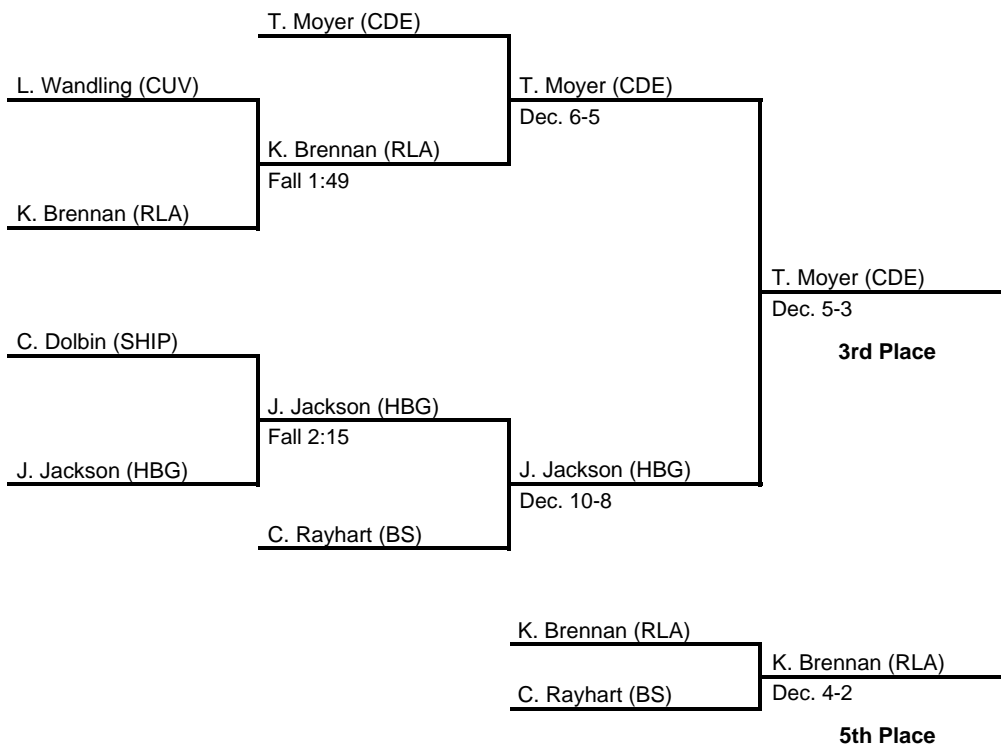 T. Moyer (CDE)
L. Wandling (CUV)
T. Moyer (CDE)
Dec. 6-5
K. Brennan (RLA)
Fall 1:49
K. Brennan (RLA)
T. Moyer (CDE)
Dec. 5-3
3rd Place
C. Dolbin (SHIP)
J. Jackson (HBG)
Fall 2:15
J. Jackson (HBG)
J. Jackson (HBG)
Dec. 10-8
C. Rayhart (BS)
K. Brennan (RLA)
K. Brennan (RLA)
Dec. 4-2
C. Rayhart (BS)
5th Place